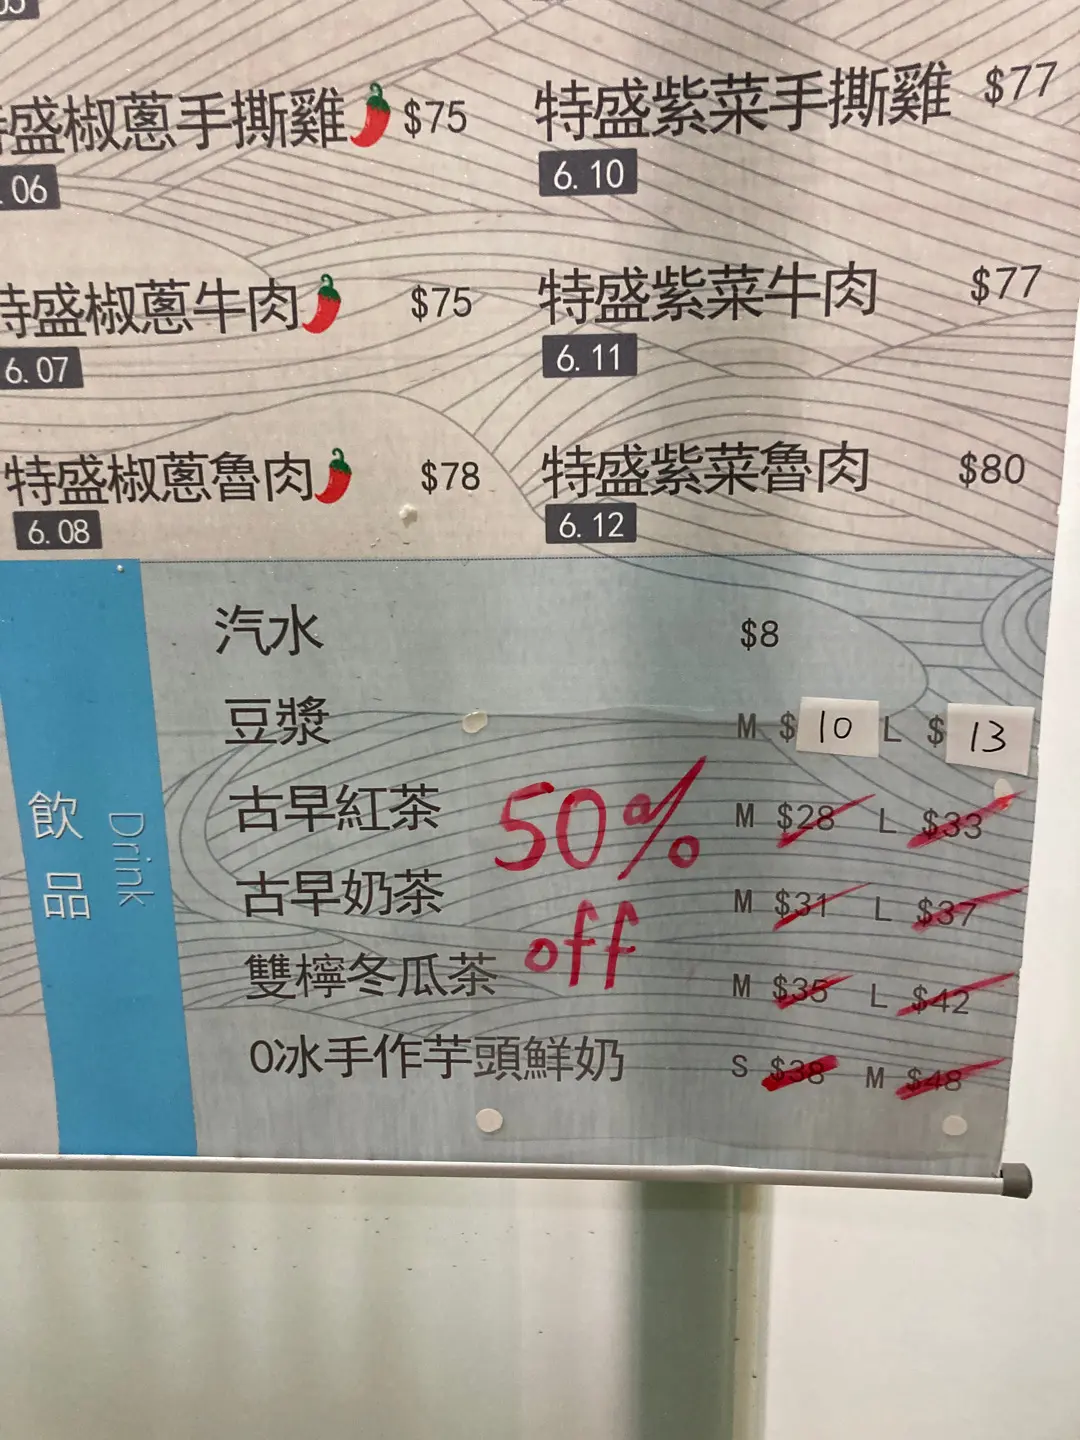 盛椒蔥手撕雞 $75 特盛紫菜手撕雞 $77
06 6.10
特盛椒蔥牛肉 $75 特盛紫菜牛肉 $77
6.07 6.11
特盛椒蔥魯肉 $78 特盛紫菜魯肉 $80
6.08 6.12
飲品
Drink
汽水 $8
豆漿 M $ 10 L $ 13
古早紅茶 M $28 L $33
古早奶茶 M $31 L $37
雙檸冬瓜茶 M $35 L $42
0冰手作芋頭鮮奶 S $38 M $48
50%
off